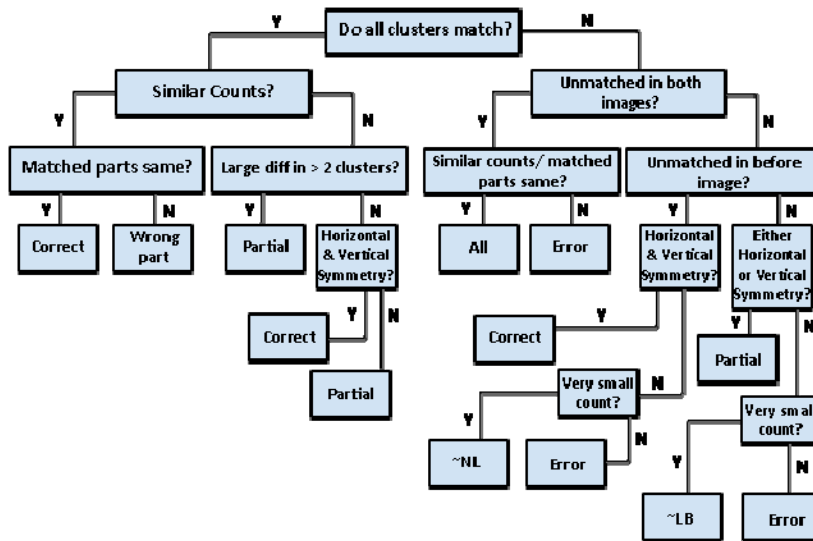 Do all clusters match?
Y
N
Similar Counts?
Unmatched in both
images?
Y
N
Y
N
Matched parts same?
Large diff in > 2 clusters?
Similar counts/ matched
parts same?
Unmatched in before
image?
Y
N
Y
N
Y
N
Y
N
Correct
Wrong
part
Partial
Horizontal
& Vertical
Symmetry?
All
Error
Horizontal
& Vertical
Symmetry?
Either
Horizontal
or Vertical
Symmetry?
Y
N
Y
Y
N
Correct
Correct
Partial
Partial
Very small
count?
N
Very small
count?
Y
N
Y
N
~NL
Error
~LB
Error